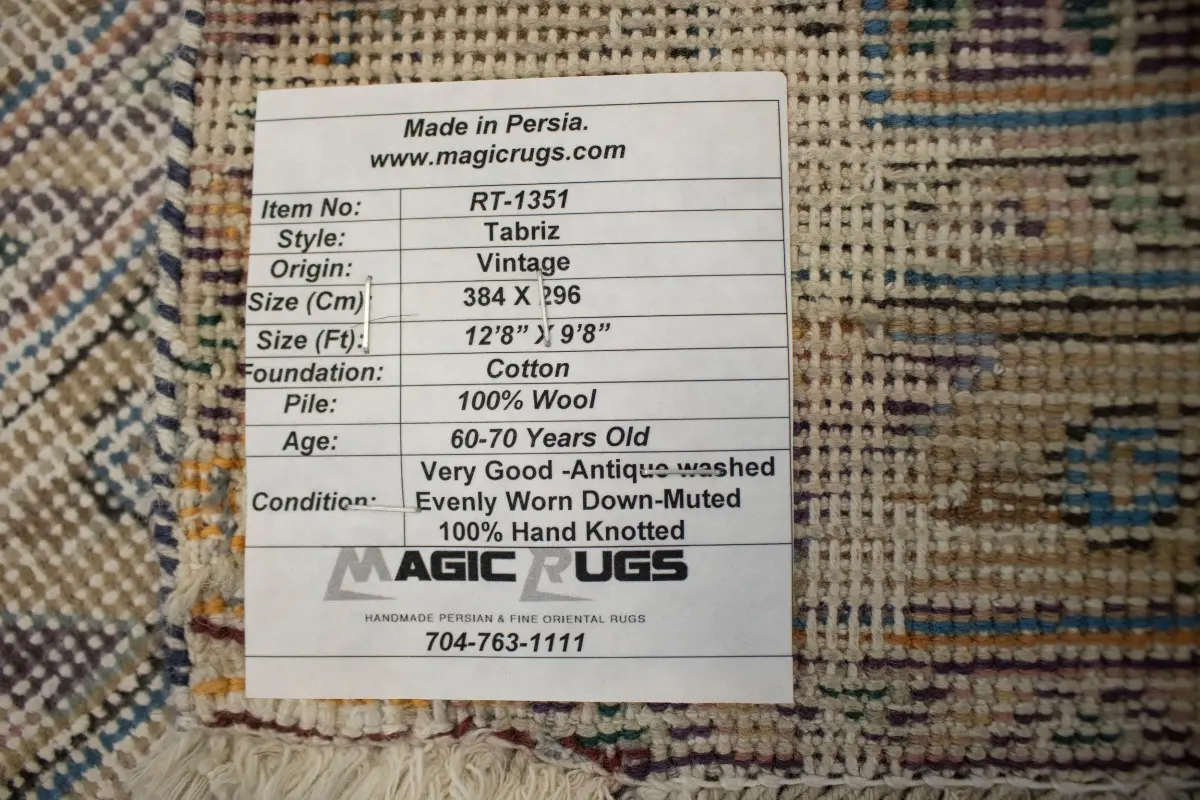 Made in Persia.
www.magicrugs.com
Item No: RT-1351
Style: Tabriz
Origin: Vintage
Size (Cm) 384 X 296
Size (Ft): 12'8" X 9'8"
Foundation: Cotton
Pile: 100% Wool
Age: 60-70 Years Old
Very Good -Antique washed
Condition: Evenly Worn Down-Muted
100% Hand Knotted
MAGIC RUGS
HANDMADE PERSIAN & FINE ORIENTAL RUGS
704-763-1111